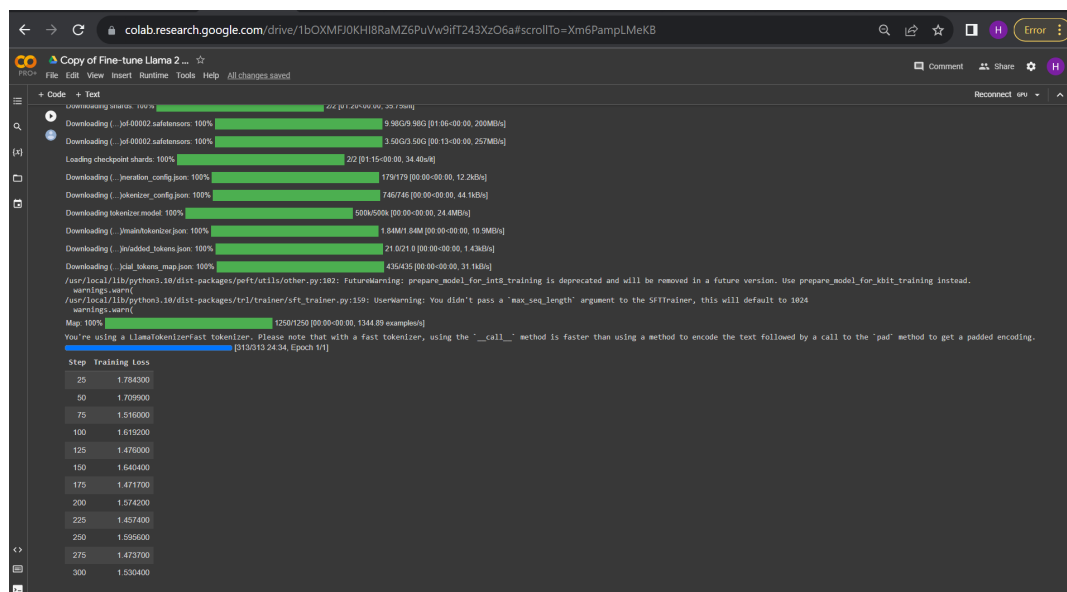 colab.research.google.com/drive/1bOXMFJ0KHI8RaMZ6PuVw9ifT243XzO6a#scrollTo=Xm6PampLMeKB
H
Error
PRO+
Copy of Fine-tune Llama 2 ...
File Edit View Insert Runtime Tools Help All changes saved
Comment
Share
H
+ Code + Text
Reconnect GPU
Downloading shards: 100% 2/2 [01:20<00:00, 35.79s/it]
Downloading (...)of-00002.safetensors: 100% 9.98G/9.98G [01:06<00:00, 200MB/s]
Downloading (...)of-00002.safetensors: 100% 3.50G/3.50G [00:13<00:00, 257MB/s]
Loading checkpoint shards: 100% 2/2 [01:15<00:00, 34.40s/it]
Downloading (...)neration_config.json: 100% 179/179 [00:00<00:00, 12.2kB/s]
Downloading (...)okenizer_config.json: 100% 746/746 [00:00<00:00, 44.1kB/s]
Downloading tokenizer.model: 100% 500k/500k [00:00<00:00, 24.4MB/s]
Downloading (...)/main/tokenizer.json: 100% 1.84M/1.84M [00:00<00:00, 10.9MB/s]
Downloading (...)in/added_tokens.json: 100% 21.0/21.0 [00:00<00:00, 1.43kB/s]
Downloading (...)cial_tokens_map.json: 100% 435/435 [00:00<00:00, 31.1kB/s]
/usr/local/lib/python3.10/dist-packages/peft/utils/other.py:102: FutureWarning: prepare_model_for_int8_training is deprecated and will be removed in a future version. Use prepare_model_for_kbit_training instead.
warnings.warn(
/usr/local/lib/python3.10/dist-packages/trl/trainer/sft_trainer.py:159: UserWarning: You didn't pass a `max_seq_length` argument to the SFTTrainer, this will default to 1024
warnings.warn(
Map: 100% 1250/1250 [00:00<00:00, 1344.89 examples/s]
You're using a LlamaTokenizerFast tokenizer. Please note that with a fast tokenizer, using the `__call__` method is faster than using a method to encode the text followed by a call to the `pad` method to get a padded encoding.
[313/313 24:34, Epoch 1/1]
Step Training Loss
25 1.784300
50 1.709900
75 1.516000
100 1.619200
125 1.476000
150 1.640400
175 1.471700
200 1.574200
225 1.457400
250 1.595600
275 1.473700
300 1.530400